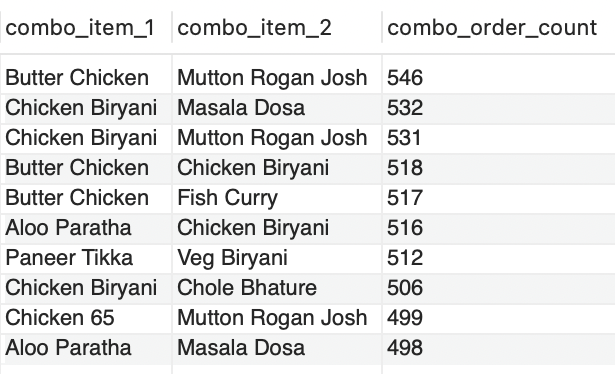 combo_item_1 combo_item_2 combo_order_count
Butter Chicken Mutton Rogan Josh 546
Chicken Biryani Masala Dosa 532
Chicken Biryani Mutton Rogan Josh 531
Butter Chicken Chicken Biryani 518
Butter Chicken Fish Curry 517
Aloo Paratha Chicken Biryani 516
Paneer Tikka Veg Biryani 512
Chicken Biryani Chole Bhature 506
Chicken 65 Mutton Rogan Josh 499
Aloo Paratha Masala Dosa 498